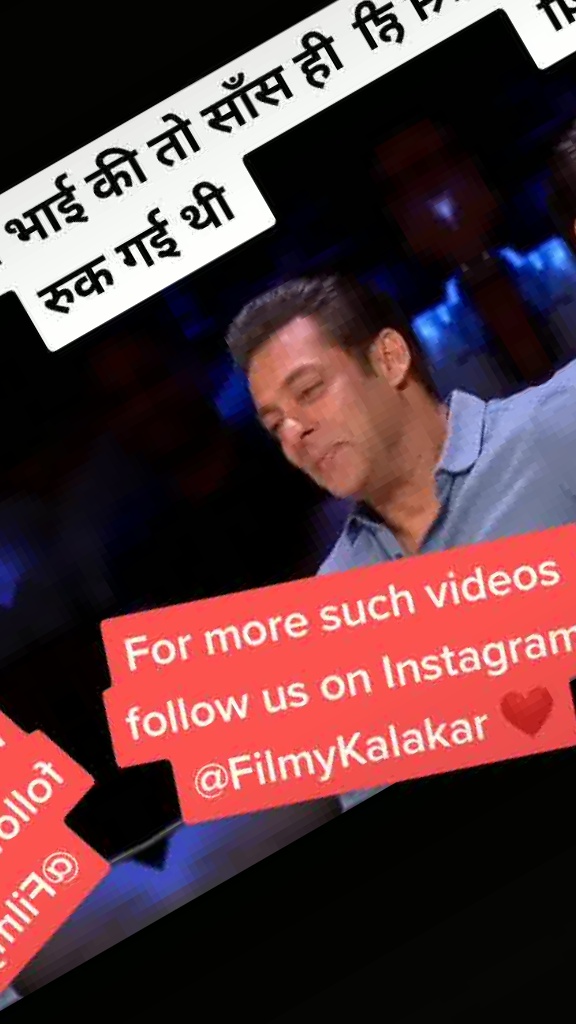 भाई की तो साँस ही
रुक गई थी
For more such videos
follow us on Instagram
@FilmyKalakar ❤️